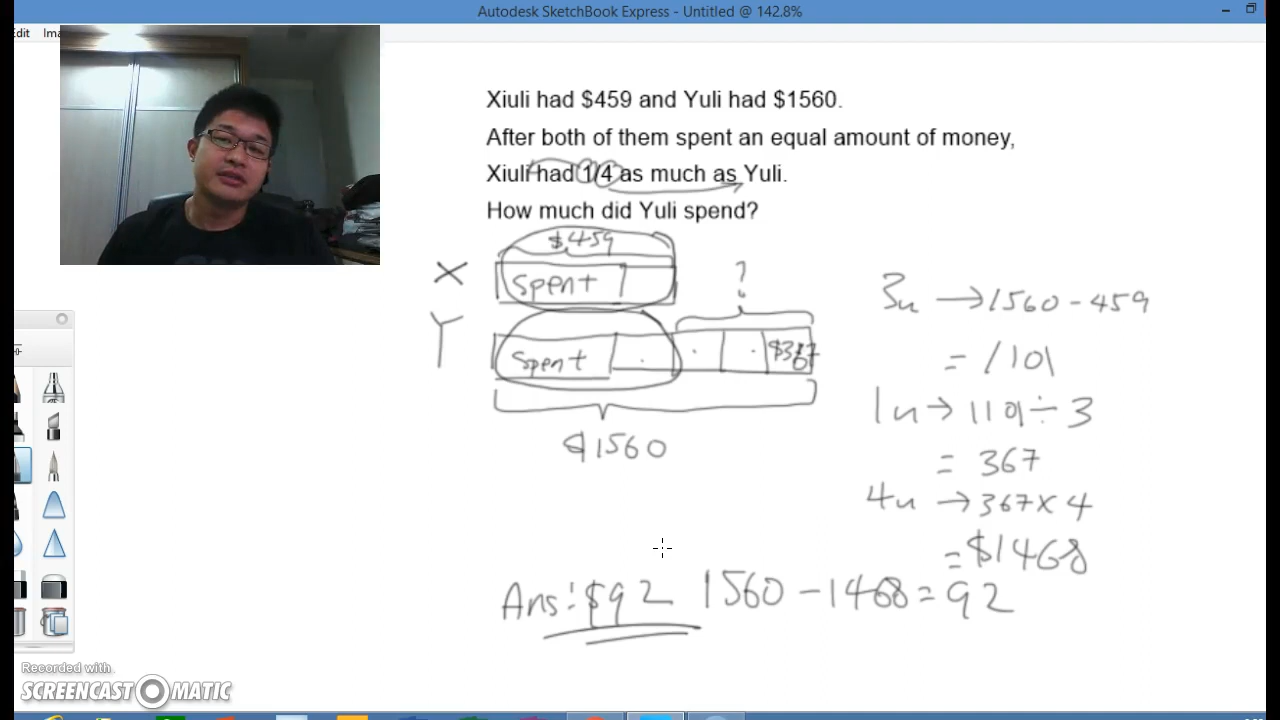 Autodesk SketchBook Express - Untitled @ 142.8%
Edit Ima
Xiuli had $459 and Yuli had $1560.
After both of them spent an equal amount of money,
Xiuli had 1/4 as much as Yuli.
How much did Yuli spend?
$459
X spent ?
Y spent $367
$1560
3u → 1560 - 459
= 1101
1u → 1101 ÷ 3
= 367
4u → 367 × 4
= $1468
Ans: $92 1560 - 1468 = 92
Recorded with
SCREENCAST-O-MATIC